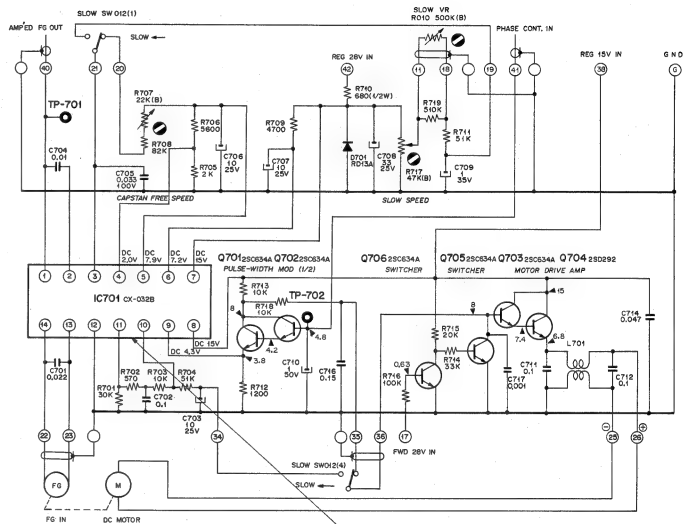 SLOW SW012(1)
SLOW VR
R010 500K(B)
AMP'ED FG OUT
SLOW
PHASE CONT. IN
REG 28V IN
REG 15V IN
GND
40
21
20
42
11
18
19
41
38
G
TP-701
R707
22K(B)
R708
82K
R706
5600
R705
2K
C706
10
25V
R709
4700
C707
10
25V
R710
680(1/2W)
D701
RD13A
C708
33
25V
R717
47K(B)
R719
510K
R711
51K
C709
1
35V
C704
0.01
C705
0.033
100V
CAPSTAN FREE SPEED
SLOW SPEED
DC
2.0V
DC
7.9V
DC
7.2V
DC
15V
1
2
3
4
5
6
7
IC701 CX-032B
14
13
12
11
10
9
8
Q701 2SC634A
Q702 2SC634A
PULSE-WIDTH MOD (1/2)
Q706 2SC634A
SWITCHER
Q705 2SC634A
SWITCHER
Q703 2SC634A
Q704 2SD292
MOTOR DRIVE AMP
R713
10K
R718
10K
TP-702
8
4.8
4.2
3.8
DC 15V
DC 4.3V
R712
1200
C710
1
50V
C716
0.15
R715
20K
R714
33K
0.63
R716
100K
8
15
7.4
6.8
C717
0.001
C711
0.1
L701
C712
0.1
C714
0.047
C701
0.022
R701
30K
R702
570
R703
10K
R704
51K
C702
0.1
C703
10
25V
22
23
34
35
36
17
25
26
FWD 28V IN
SLOW SW012(4)
SLOW
FG
M
FG IN
DC MOTOR